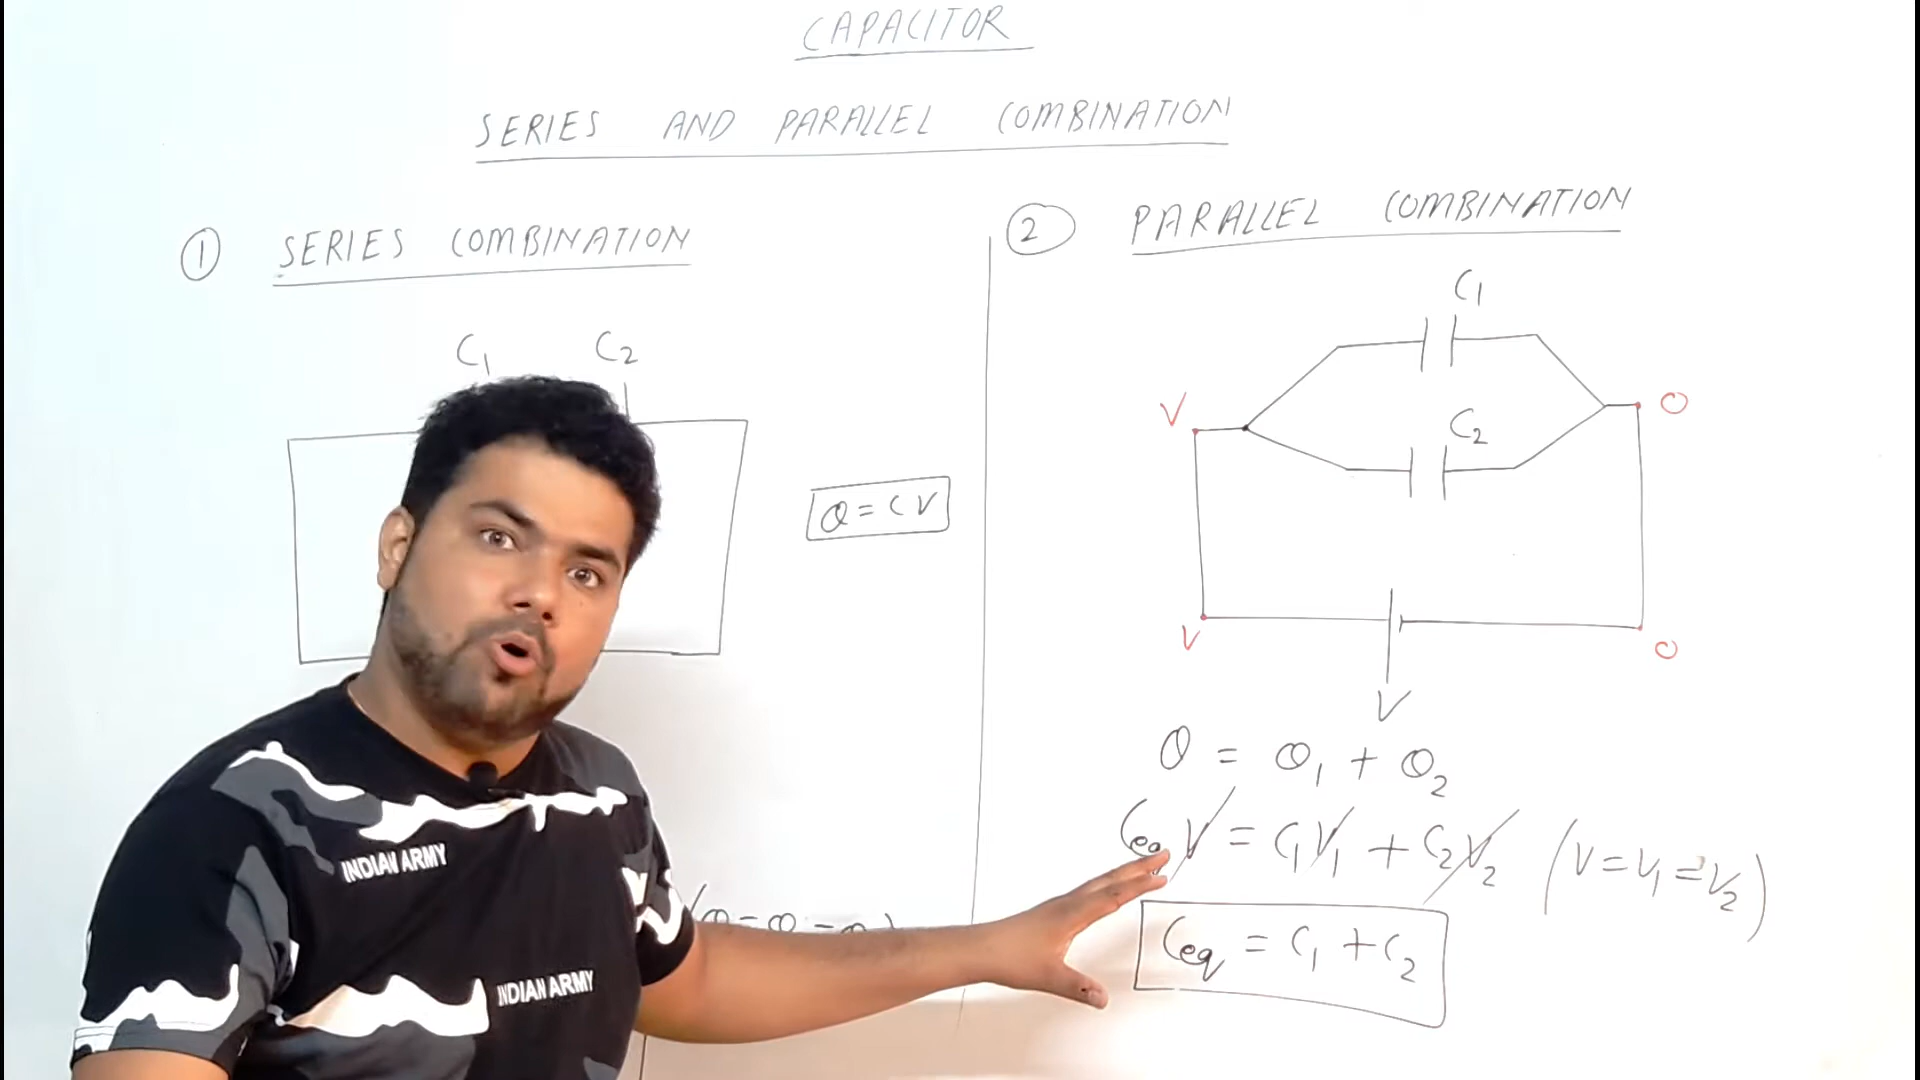 CAPACITOR
SERIES AND PARALLEL COMBINATION
1 SERIES COMBINATION
C1 C2
Q = CV
2 PARALLEL COMBINATION
C1
V O
C2
V O
V
Q = Q1 + Q2
Ceq V = C1V1 + C2V2 (V = V1 = V2)
Ceq = C1 + C2
INDIAN ARMY
INDIAN ARMY